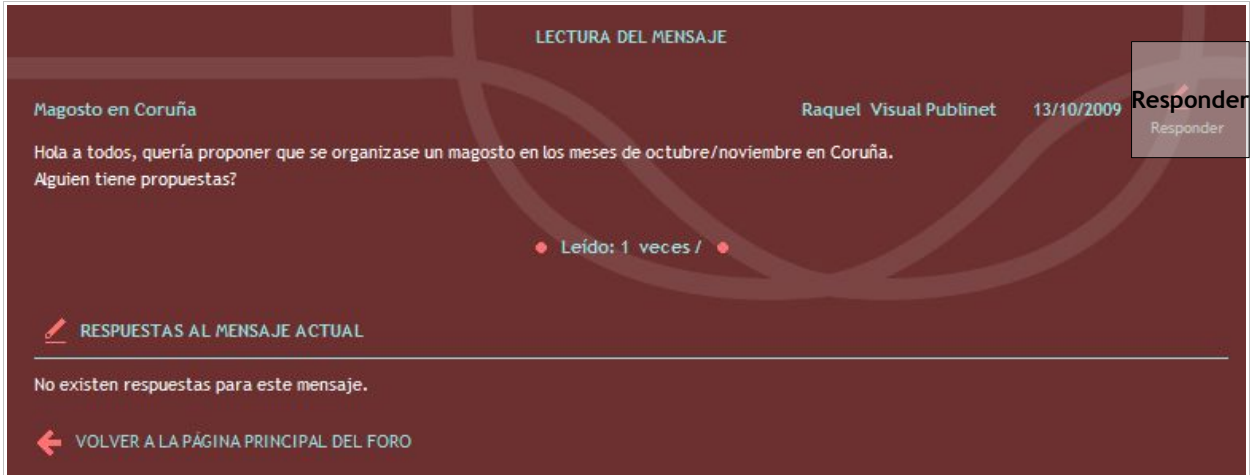 LECTURA DEL MENSAJE
Magosto en Coruña Raquel Visual Publinet 13/10/2009 Responder
Responder
Hola a todos, quería proponer que se organizase un magosto en los meses de octubre/noviembre en Coruña.
Alguien tiene propuestas?
Leído: 1 veces /
RESPUESTAS AL MENSAJE ACTUAL
No existen respuestas para este mensaje.
VOLVER A LA PÁGINA PRINCIPAL DEL FORO